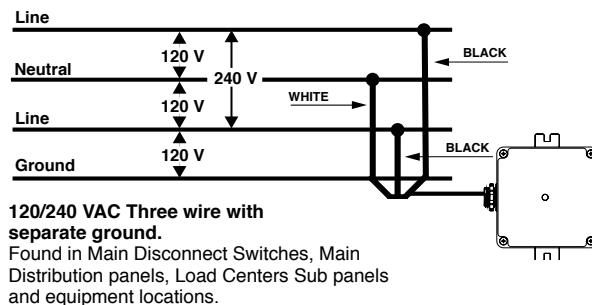 Line
120 V
BLACK
Neutral
240 V
120 V
WHITE
Line
BLACK
120 V
Ground
120/240 VAC Three wire with
separate ground.
Found in Main Disconnect Switches, Main
Distribution panels, Load Centers Sub panels
and equipment locations.